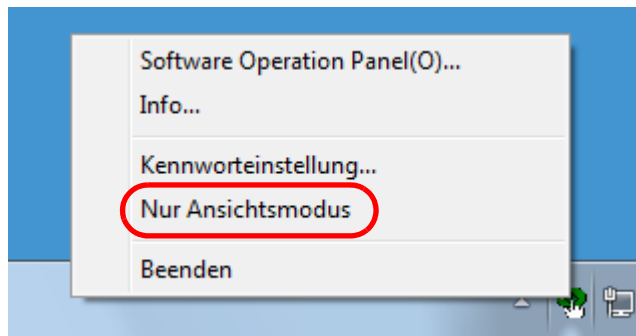 Software Operation Panel(O)...
Info...
Kennworteinstellung...
Nur Ansichtsmodus
Beenden